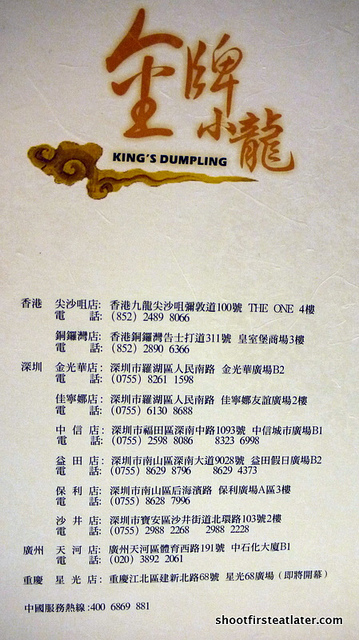 金牌
小龍
KING'S DUMPLING
香港 尖沙咀店: 香港九龍尖沙咀彌敦道100號 THE ONE 4樓
電 話: (852) 2489 8066
銅鑼灣店: 香港銅鑼灣告士打道311號 皇室堡商場3樓
電 話: (852) 2890 6366
深圳 金光華店: 深圳市羅湖區人民南路 金光華廣場B2
電 話: (0755) 8261 1598
佳寧娜店: 深圳市羅湖區人民南路 佳寧娜友誼廣場2樓
電 話: (0755) 6130 8688
中 信 店: 深圳市福田區深南中路1093號 中信城市廣場B1
電 話: (0755) 2598 8086 8323 6998
益 田 店: 深圳市南山區深南大道9028號 益田假日廣場B2
電 話: (0755) 8629 8796 8629 4373
保 利 店: 深圳市南山區后海濱路 保利廣場A區3樓
電 話: (0755) 8628 7996
沙 井 店: 深圳市寶安區沙井街道北環路103號2樓
電 話: (0755) 2988 2268 2988 2228
廣州 天 河 店: 廣州天河區體育西路191號 中石化大廈B1
電 話: (020) 3892 2061
重慶 星 光 店: 重慶江北區建新北路68號 星光68廣場 (即將開幕)
中國服務熱線:400 6869 881
shootfirsteatlater.com